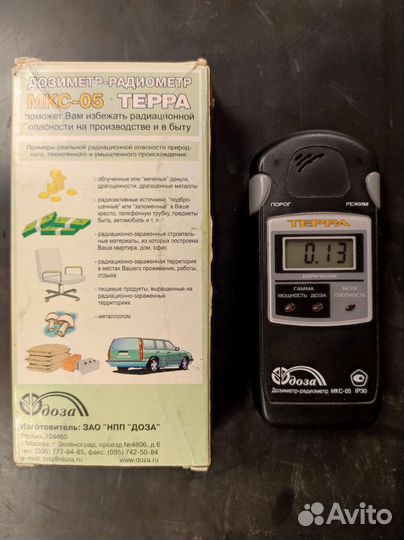 ДОЗИМЕТР-РАДИОМЕТР
МКС-05 ТЕРРА
поможет Вам избежать радиационной
опасности на производстве и в быту
Примеры реальной радиационной опасности природ-
ного, техногенного и умышленного происхождения:
- облученные или "меченые" деньги,
драгоценности, драгоценные металлы
- радиоактивные источники, "подбро-
шенные" или "заложенные" в Ваше
кресло, телефонную трубку, предметы
быта, автомобиль и т. п.
- радиационно-зараженные строитель-
ные материалы, из которых построена
Ваша квартира, дом, офис
- радиационно-зараженная территория
в местах Вашего проживания, работы,
отдыха
- пищевые продукты, выращенные на
радиационно-зараженных
территориях
- металлолом
доза
Изготовитель: ЗАО "НПП "ДОЗА"
Россия, 124460
г. Москва, г. Зеленоград, проезд №4806, д.6
тел: (095) 777-84-85, факс: (095) 742-50-84
e-mail: info@doza.ru
www.doza.ru
ПОРОГ РЕЖИМ
ТЕРРА
0.13
ИЗЛУЧЕНИЕ
ГАММА БЕТА
МОЩНОСТЬ ДОЗА ПЛОТНОСТЬ
доза
Дозиметр-радиометр МКС-05 IP30
Avito